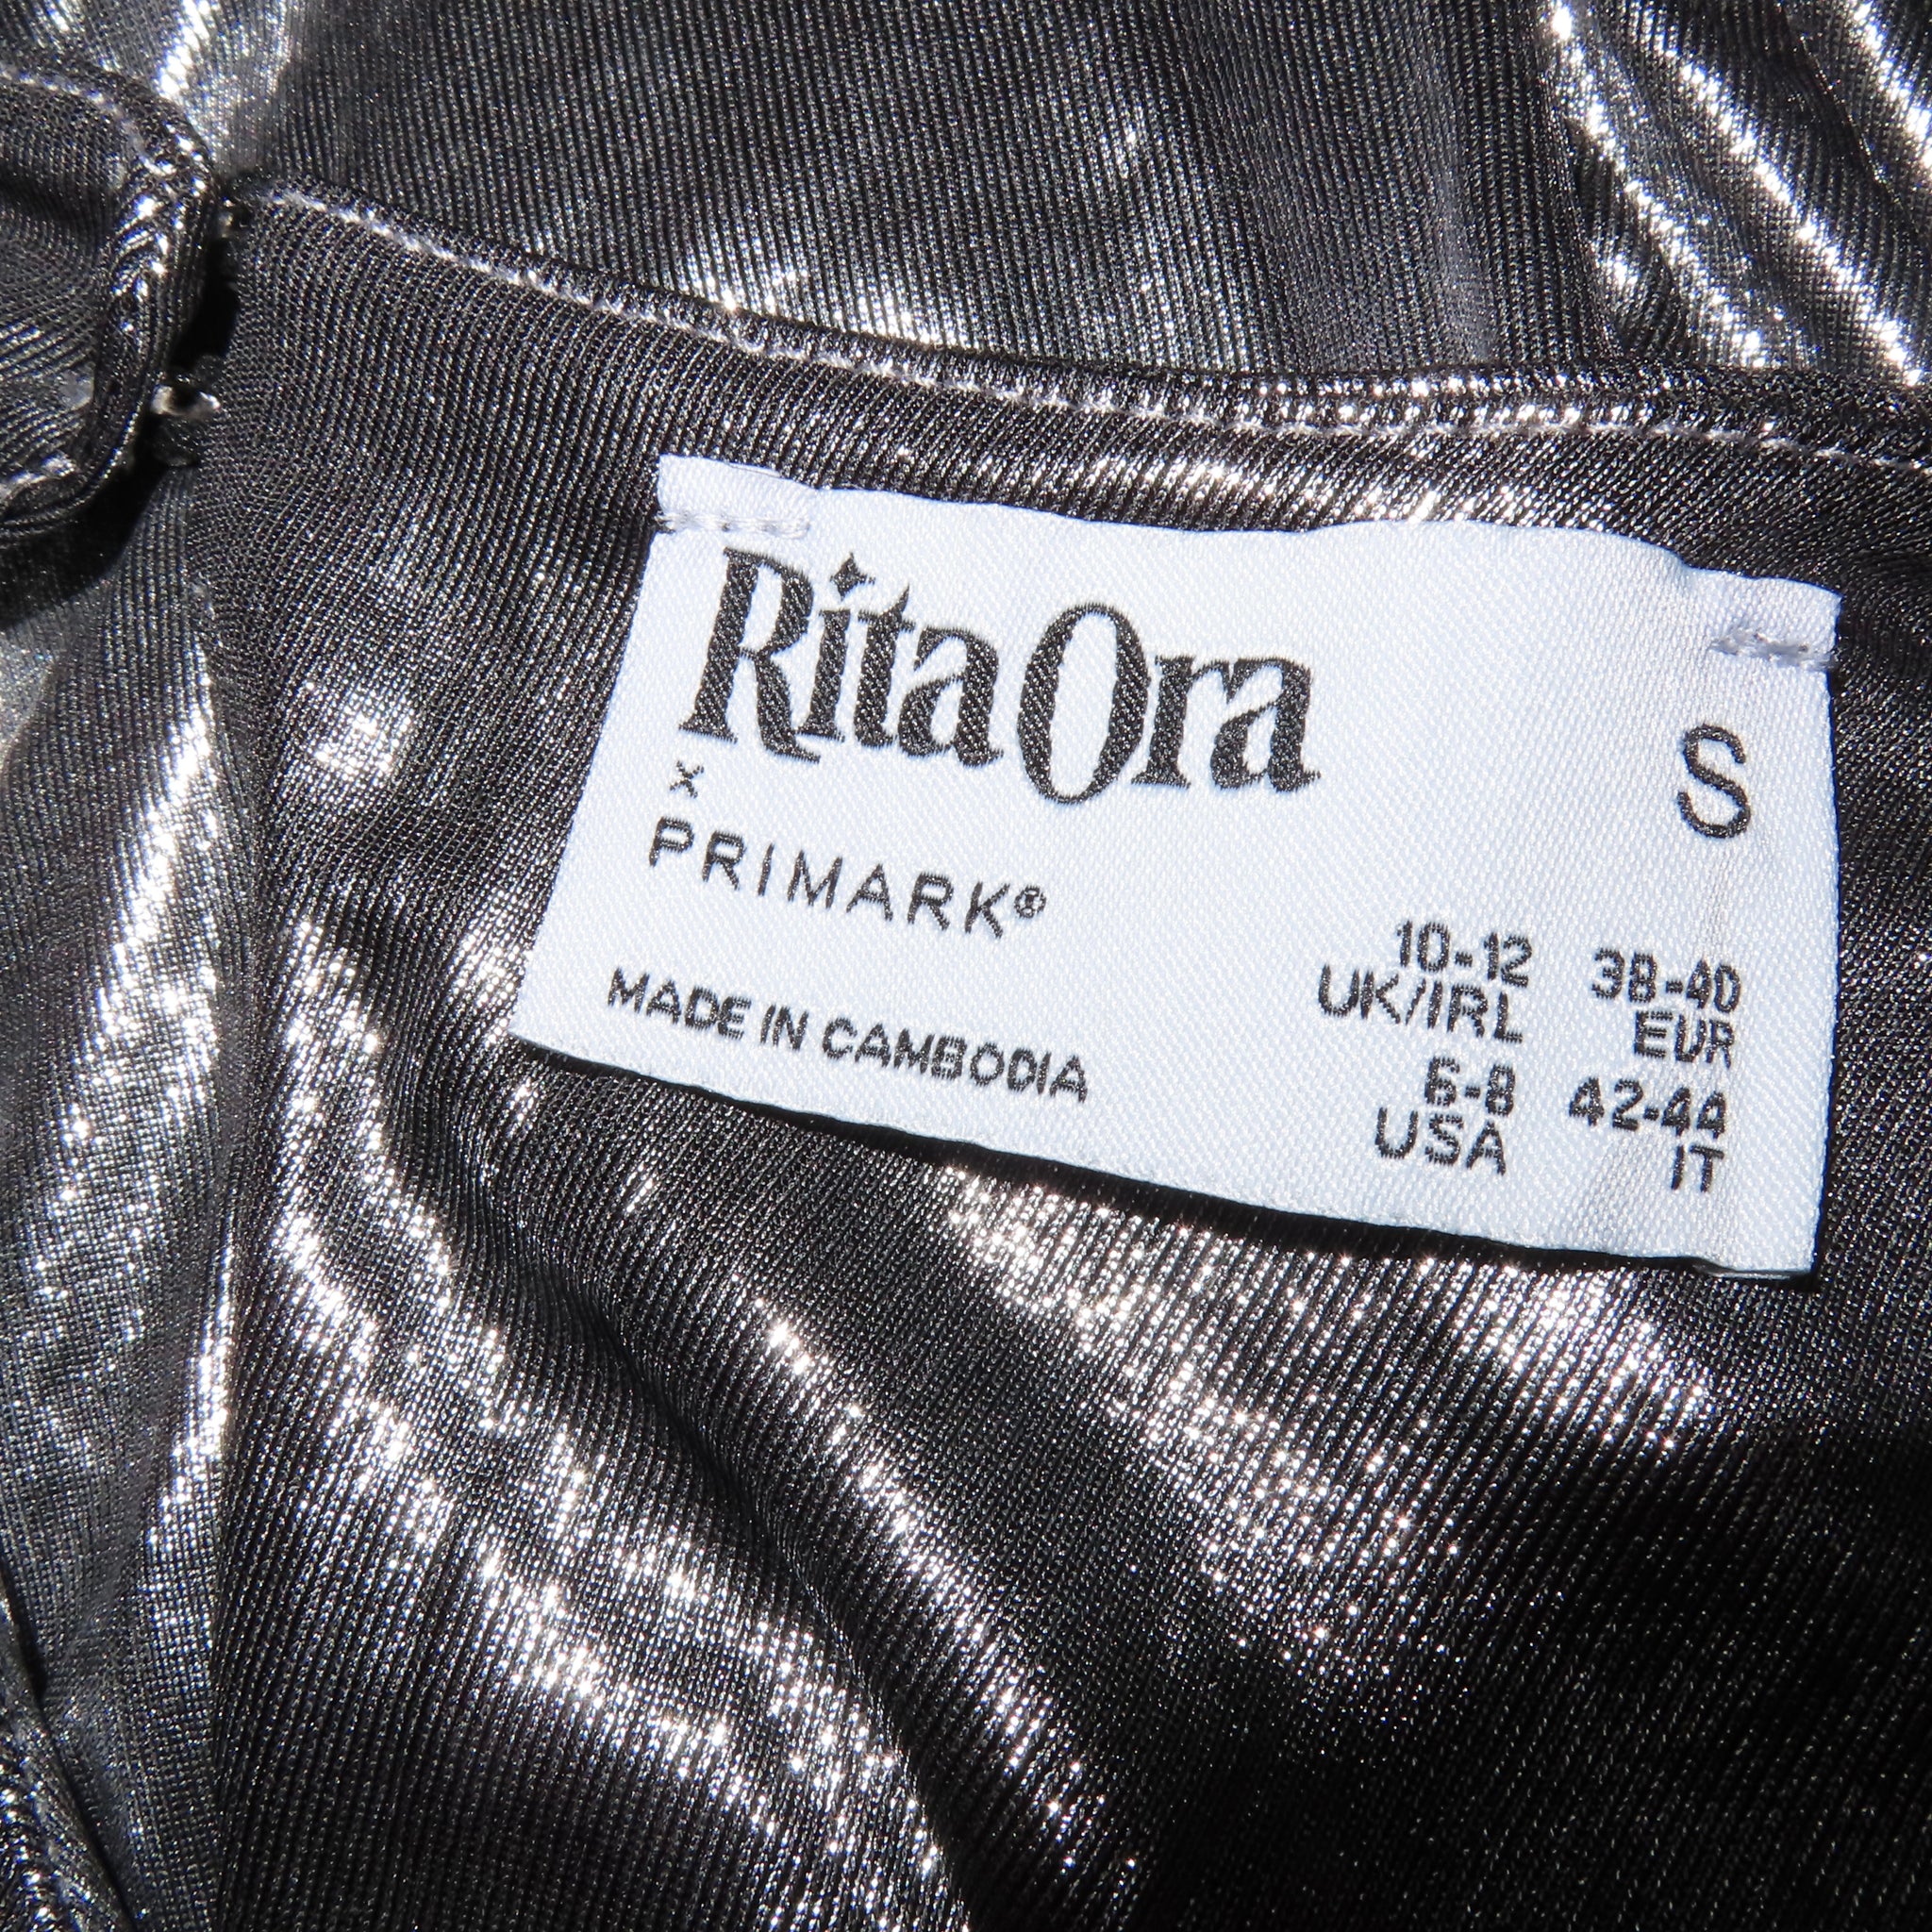 Rita Ora
x
PRIMARK®
MADE IN CAMBODIA
S
10-12 38-40
UK/IRL EUR
6-8 42-44
USA IT